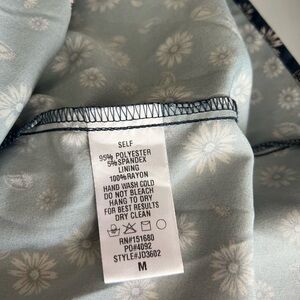 SELF
95% POLYESTER
5% SPANDEX
LINING
100% RAYON
HAND WASH COLD
DO NOT BLEACH
HANG TO DRY
FOR BEST RESULTS
DRY CLEAN
RN#151680
PO#4092
STYLE#JD3602
M